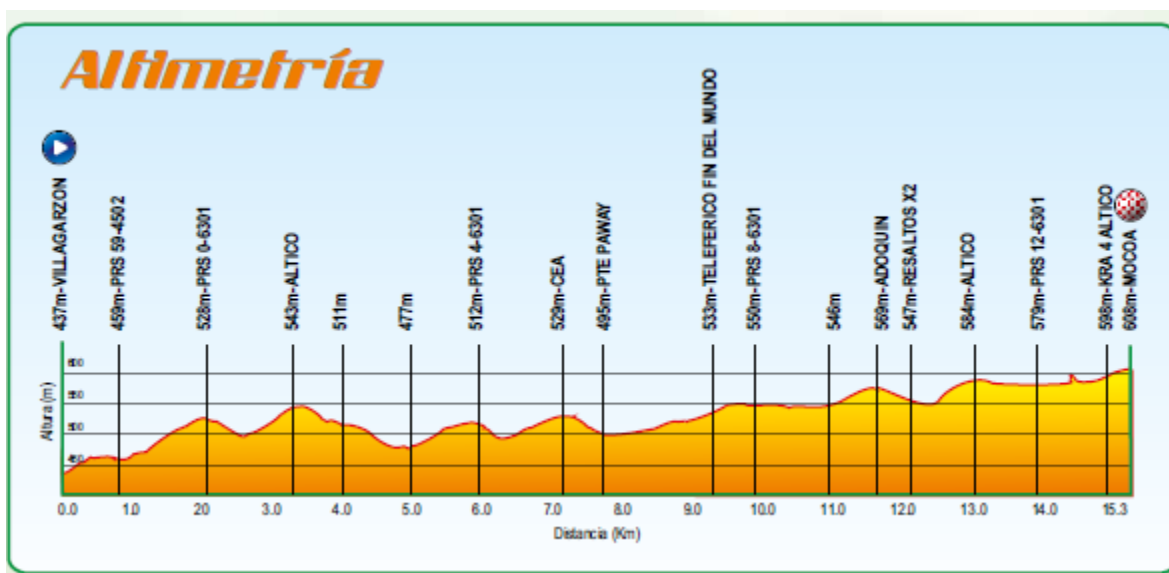 Altimetría
437m-VILLAGARZON
459m-PRS 59-4502
528m-PRS 0-6301
543m-ALTICO
511m
477m
512m-PRS 4-6301
529m-CEA
495m-PTE PAWAY
533m-TELEFERICO FIN DEL MUNDO
550m-PRS 8-6301
546m
569m-ADOQUIN
547m-RESALTOS X2
584m-ALTICO
579m-PRS 12-6301
598m-KRA 4 ALTICO
608m-MOCOA
Altura (m)
600
550
500
450
0.0 1.0 20 3.0 4.0 5.0 6.0 7.0 8.0 9.0 10.0 11.0 12.0 13.0 14.0 15.3
Distancia (Km)